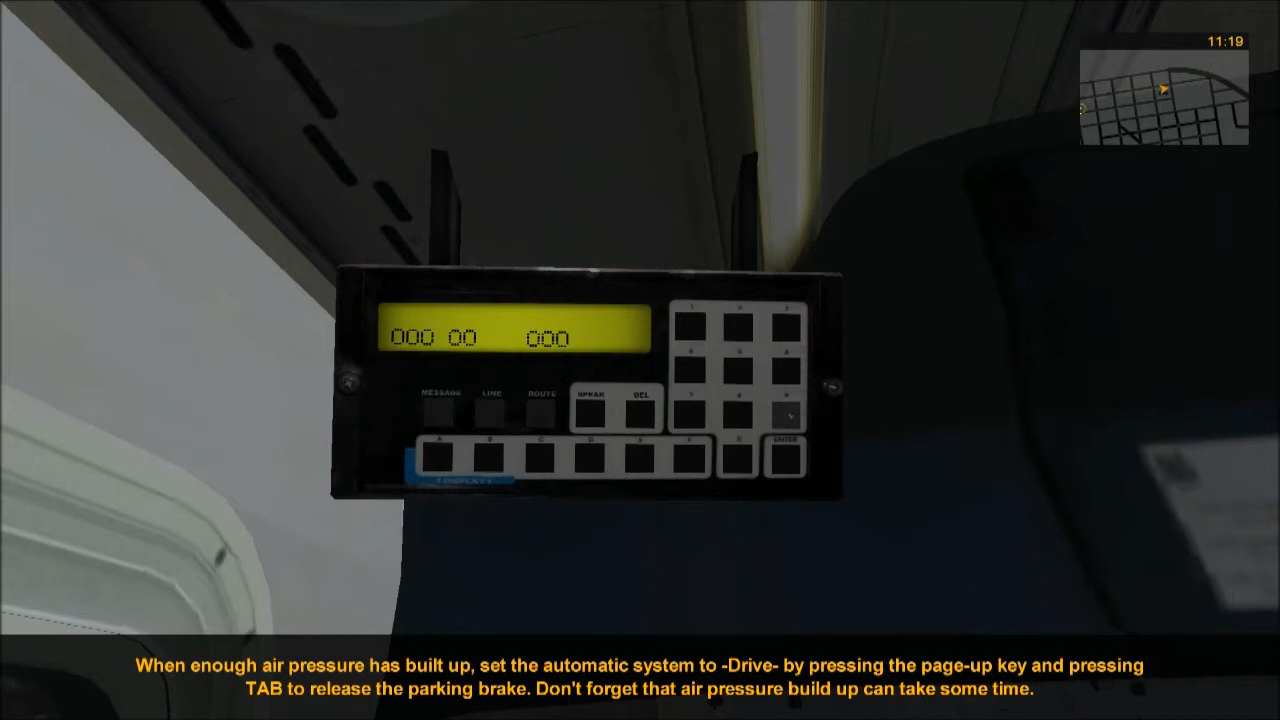 11:19
000 00 000
MESSAGE LINE ROUTE SPEAK DEL
A B C D E F
ENTER
DISPLAY
When enough air pressure has built up, set the automatic system to -Drive- by pressing the page-up key and pressing
TAB to release the parking brake. Don't forget that air pressure build up can take some time.